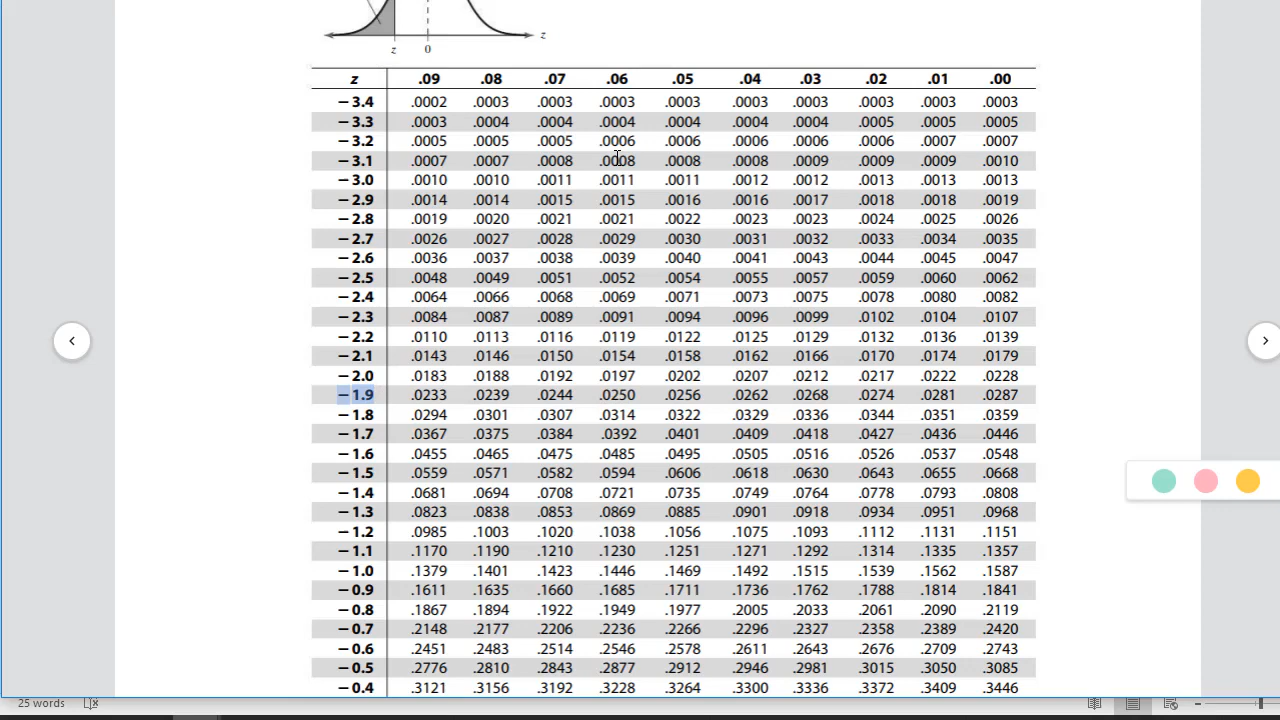 z
z 0
z .09 .08 .07 .06 .05 .04 .03 .02 .01 .00
−3.4 .0002 .0003 .0003 .0003 .0003 .0003 .0003 .0003 .0003 .0003
−3.3 .0003 .0004 .0004 .0004 .0004 .0004 .0004 .0005 .0005 .0005
−3.2 .0005 .0005 .0005 .0006 .0006 .0006 .0006 .0006 .0007 .0007
−3.1 .0007 .0007 .0008 .0008 .0008 .0008 .0009 .0009 .0009 .0010
−3.0 .0010 .0010 .0011 .0011 .0011 .0012 .0012 .0013 .0013 .0013
−2.9 .0014 .0014 .0015 .0015 .0016 .0016 .0017 .0018 .0018 .0019
−2.8 .0019 .0020 .0021 .0021 .0022 .0023 .0023 .0024 .0025 .0026
−2.7 .0026 .0027 .0028 .0029 .0030 .0031 .0032 .0033 .0034 .0035
−2.6 .0036 .0037 .0038 .0039 .0040 .0041 .0043 .0044 .0045 .0047
−2.5 .0048 .0049 .0051 .0052 .0054 .0055 .0057 .0059 .0060 .0062
−2.4 .0064 .0066 .0068 .0069 .0071 .0073 .0075 .0078 .0080 .0082
−2.3 .0084 .0087 .0089 .0091 .0094 .0096 .0099 .0102 .0104 .0107
−2.2 .0110 .0113 .0116 .0119 .0122 .0125 .0129 .0132 .0136 .0139
−2.1 .0143 .0146 .0150 .0154 .0158 .0162 .0166 .0170 .0174 .0179
−2.0 .0183 .0188 .0192 .0197 .0202 .0207 .0212 .0217 .0222 .0228
−1.9 .0233 .0239 .0244 .0250 .0256 .0262 .0268 .0274 .0281 .0287
−1.8 .0294 .0301 .0307 .0314 .0322 .0329 .0336 .0344 .0351 .0359
−1.7 .0367 .0375 .0384 .0392 .0401 .0409 .0418 .0427 .0436 .0446
−1.6 .0455 .0465 .0475 .0485 .0495 .0505 .0516 .0526 .0537 .0548
−1.5 .0559 .0571 .0582 .0594 .0606 .0618 .0630 .0643 .0655 .0668
−1.4 .0681 .0694 .0708 .0721 .0735 .0749 .0764 .0778 .0793 .0808
−1.3 .0823 .0838 .0853 .0869 .0885 .0901 .0918 .0934 .0951 .0968
−1.2 .0985 .1003 .1020 .1038 .1056 .1075 .1093 .1112 .1131 .1151
−1.1 .1170 .1190 .1210 .1230 .1251 .1271 .1292 .1314 .1335 .1357
−1.0 .1379 .1401 .1423 .1446 .1469 .1492 .1515 .1539 .1562 .1587
−0.9 .1611 .1635 .1660 .1685 .1711 .1736 .1762 .1788 .1814 .1841
−0.8 .1867 .1894 .1922 .1949 .1977 .2005 .2033 .2061 .2090 .2119
−0.7 .2148 .2177 .2206 .2236 .2266 .2296 .2327 .2358 .2389 .2420
−0.6 .2451 .2483 .2514 .2546 .2578 .2611 .2643 .2676 .2709 .2743
−0.5 .2776 .2810 .2843 .2877 .2912 .2946 .2981 .3015 .3050 .3085
−0.4 .3121 .3156 .3192 .3228 .3264 .3300 .3336 .3372 .3409 .3446
25 words